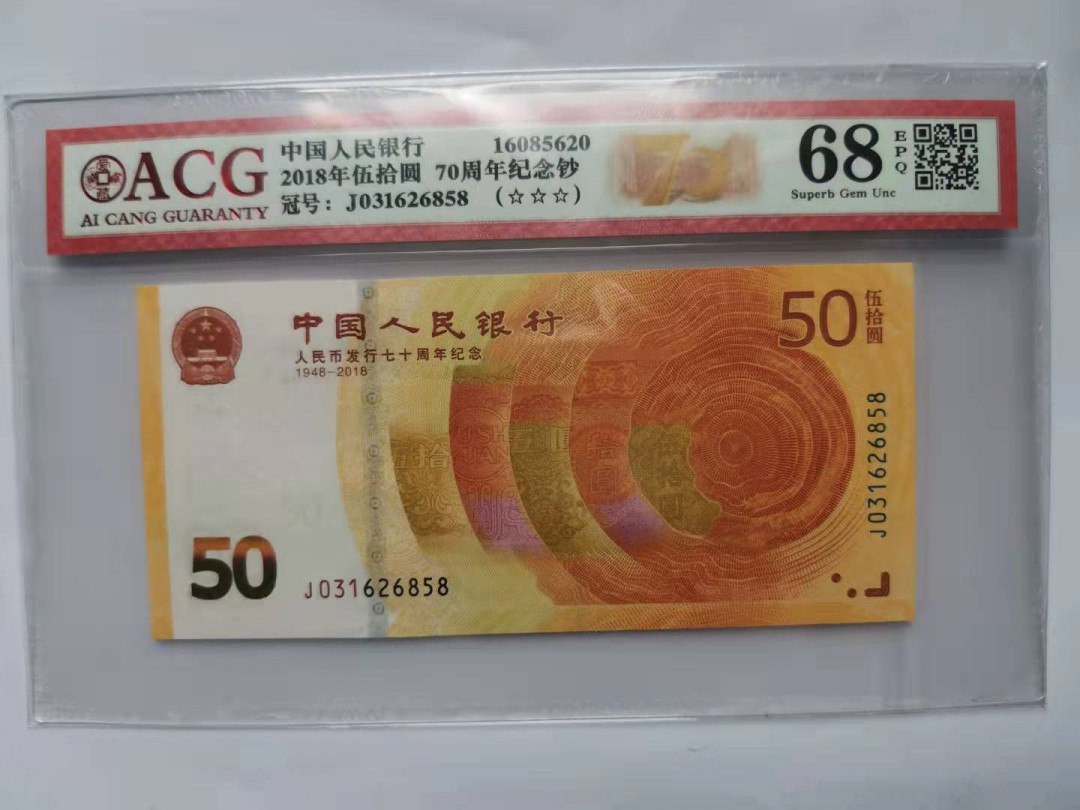 ACG
AI CANG GUARANTY
中国人民银行 16085620
2018年伍拾圆 70周年纪念钞
冠号：J031626858 (☆☆☆)
70
68
EPQ
Superb Gem Unc
中国人民银行
人民币发行七十周年纪念
1948-2018
50
伍拾圆
J031626858
50
J031626858